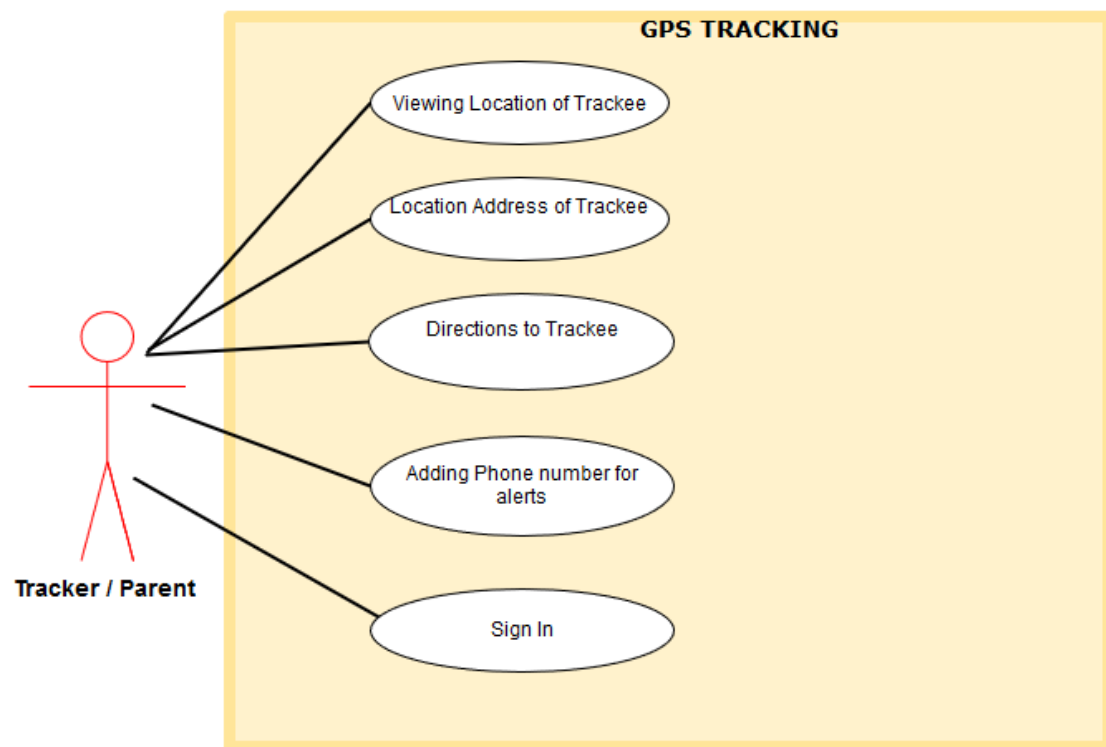 GPS TRACKING
Viewing Location of Trackee
Location Address of Trackee
Directions to Trackee
Adding Phone number for
alerts
Sign In
Tracker / Parent